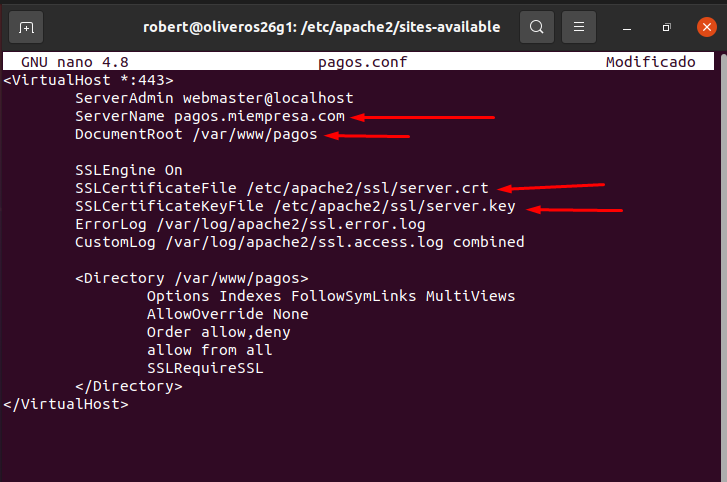 robert@oliveros26g1: /etc/apache2/sites-available
GNU nano 4.8 pagos.conf Modificado
<VirtualHost *:443>
        ServerAdmin webmaster@localhost
        ServerName pagos.miempresa.com
        DocumentRoot /var/www/pagos

        SSLEngine On
        SSLCertificateFile /etc/apache2/ssl/server.crt
        SSLCertificateKeyFile /etc/apache2/ssl/server.key
        ErrorLog /var/log/apache2/ssl.error.log
        CustomLog /var/log/apache2/ssl.access.log combined

        <Directory /var/www/pagos>
                Options Indexes FollowSymLinks MultiViews
                AllowOverride None
                Order allow,deny
                allow from all
                SSLRequireSSL
        </Directory>
</VirtualHost>